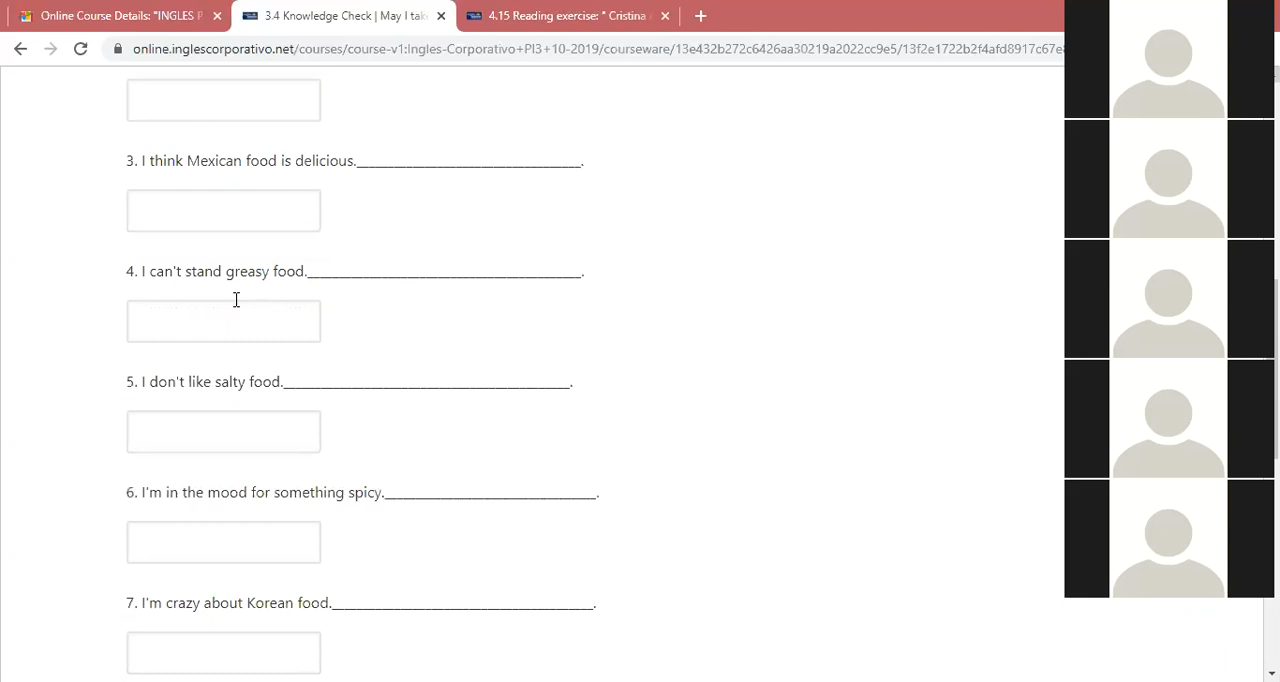 Online Course Details: "INGLES P
3.4 Knowledge Check | May I tak
4.15 Reading exercise: " Cristina
online.inglescorporativo.net/courses/course-v1:Ingles-Corporativo+PI3+10-2019/courseware/13e432b272c6426aa30219a2022cc9e5/13f2e1722b2f4afd8917c67e
3. I think Mexican food is delicious.______________________________.
4. I can't stand greasy food.____________________________________.
5. I don't like salty food.______________________________________.
6. I'm in the mood for something spicy.____________________________.
7. I'm crazy about Korean food.___________________________________.